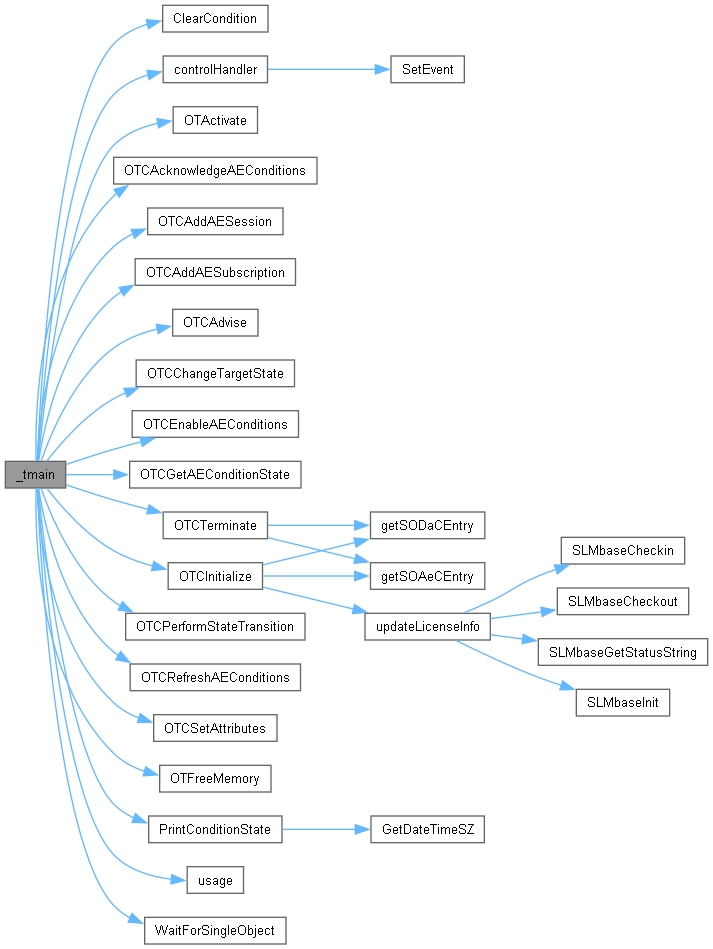 ClearCondition
controlHandler
SetEvent
OTActivate
OTCAcknowledgeAEConditions
OTCAddAESession
OTCAddAESubscription
OTCAdvise
OTCChangeTargetState
OTCEnableAEConditions
_tmain
OTCGetAEConditionState
OTCTerminate
getSODaCEntry
SLMbaseCheckin
OTCInitialize
getSOAeCEntry
SLMbaseCheckout
OTCPerformStateTransition
updateLicenseInfo
SLMbaseGetStatusString
OTCRefreshAEConditions
SLMbaseInit
OTCSetAttributes
OTFreeMemory
PrintConditionState
GetDateTimeSZ
usage
WaitForSingleObject